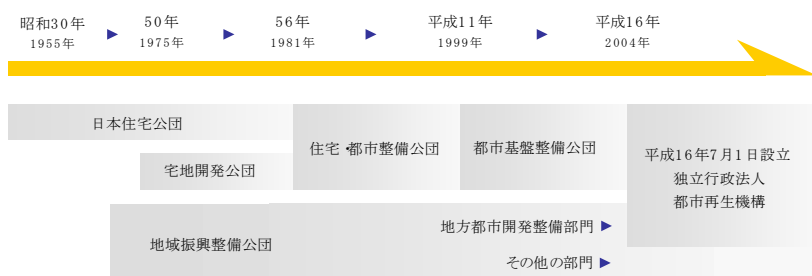 昭和30年 ▶ 50年 ▶ 56年 ▶ 平成11年 ▶ 平成16年
1955年 1975年 1981年 1999年 2004年
日本住宅公団
宅地開発公団
住宅・都市整備公団
都市基盤整備公団
平成16年7月1日設立
独立行政法人
都市再生機構
地域振興整備公団
地方都市開発整備部門 ▶
その他の部門 ▶